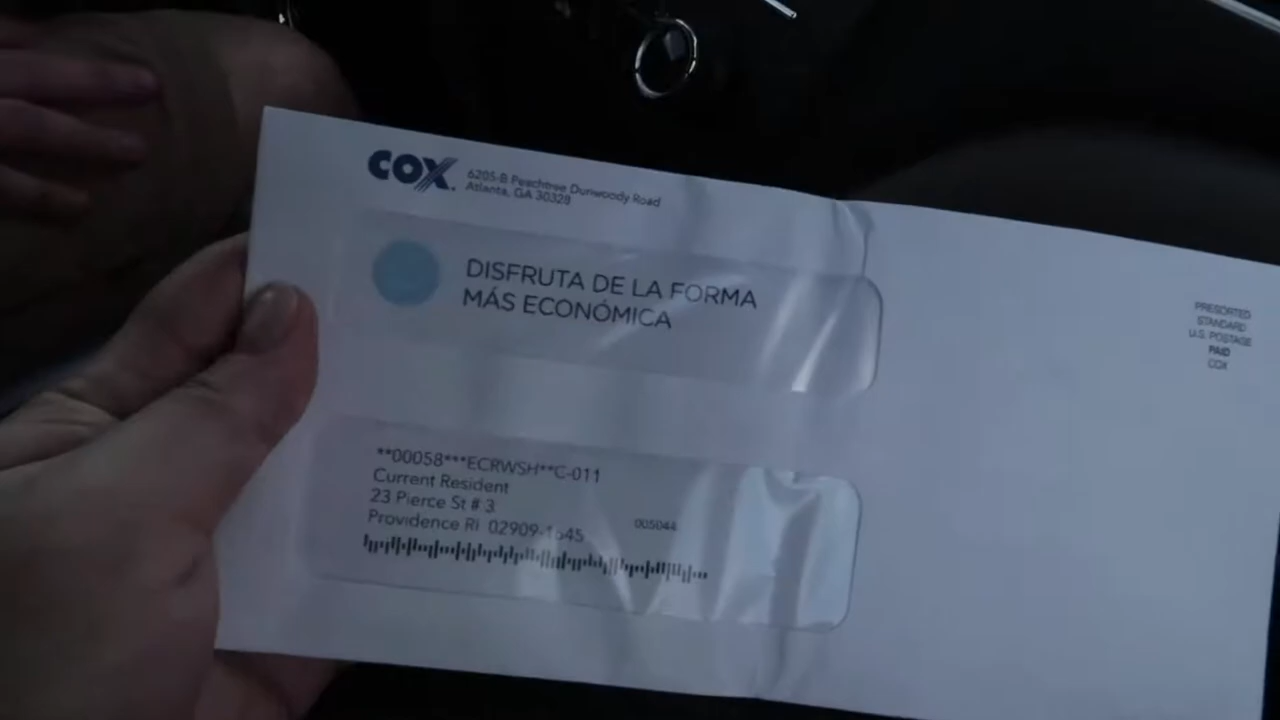 COX.
6205-B Peachtree Dunwoody Road
Atlanta, GA 30328
DISFRUTA DE LA FORMA
MÁS ECONÓMICA
PRESORTED
STANDARD
U.S. POSTAGE
PAID
COX
**00058***ECRWSH**C-011
Current Resident
23 Pierce St # 3
005044
Providence RI 02909-1645